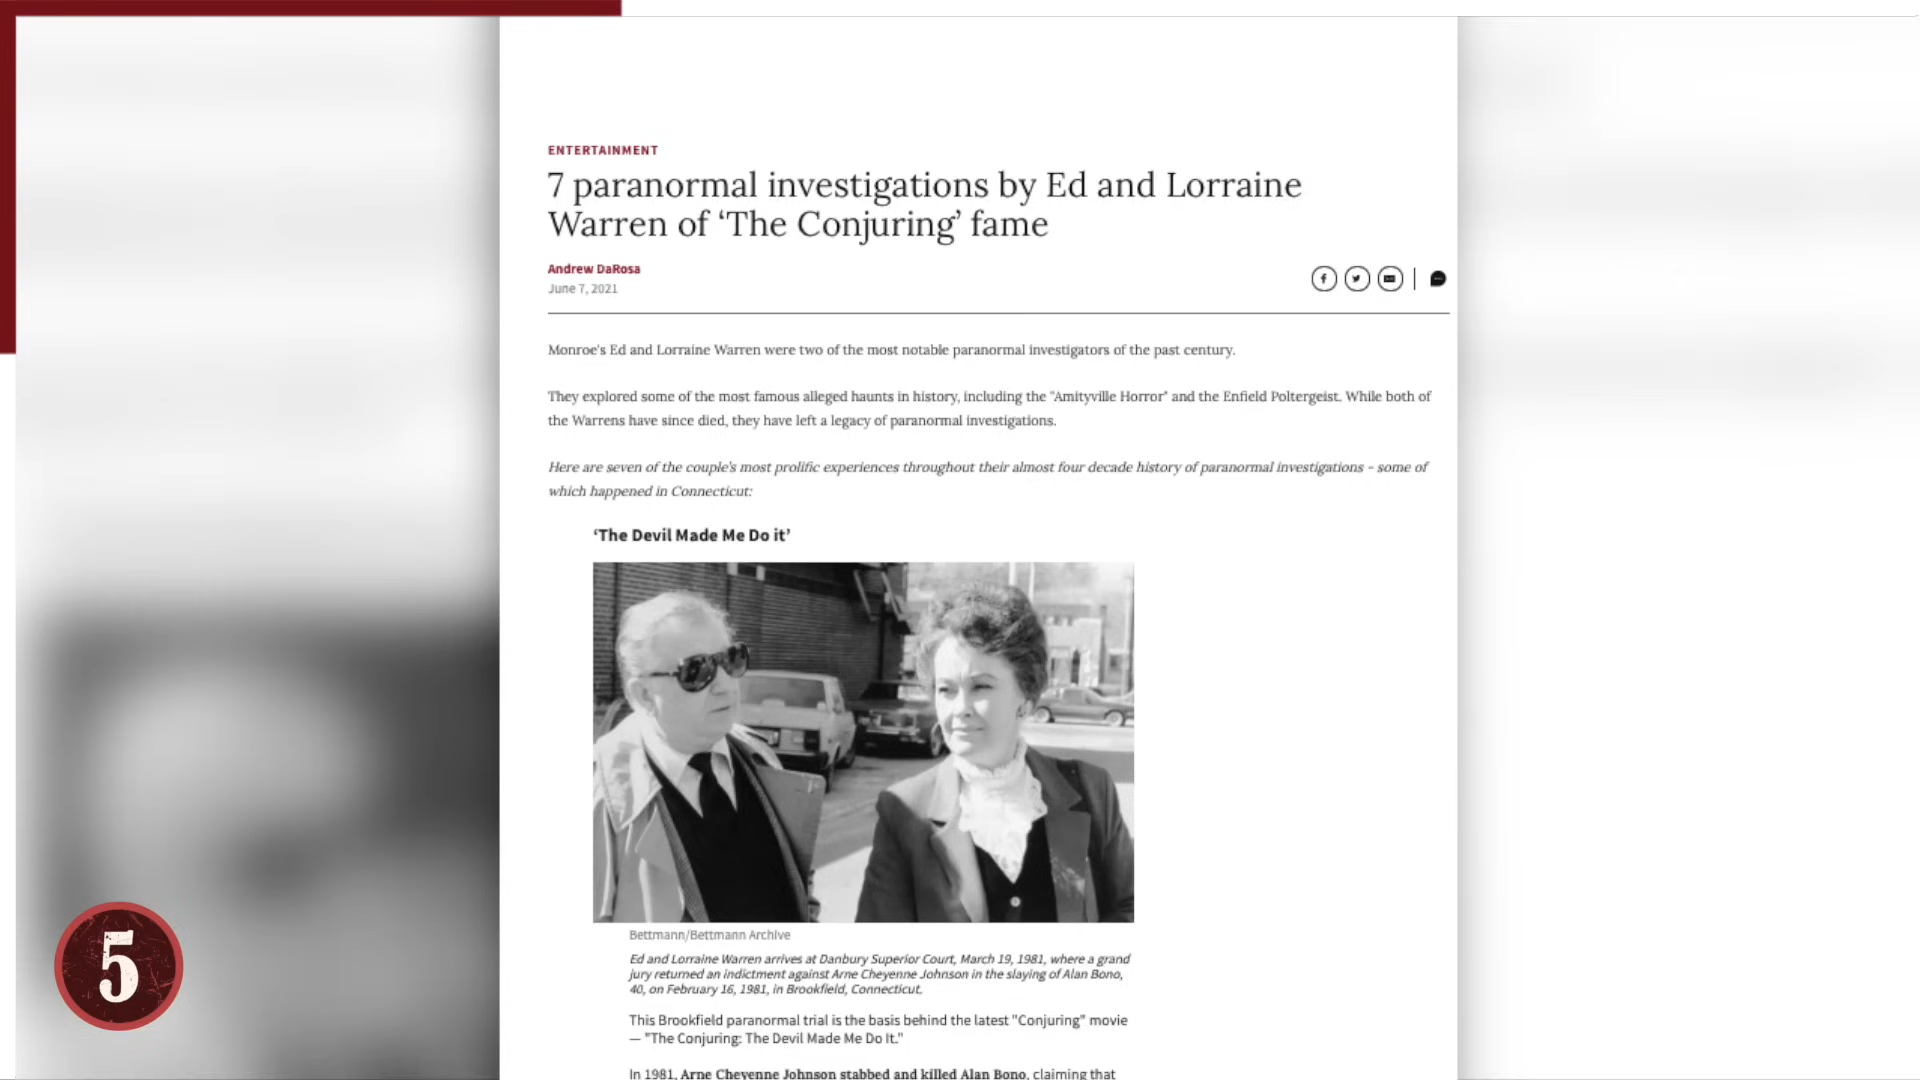 ENTERTAINMENT
7 paranormal investigations by Ed and Lorraine
Warren of ‘The Conjuring’ fame
Andrew DaRosa
June 7, 2021
Monroe's Ed and Lorraine Warren were two of the most notable paranormal investigators of the past century.
They explored some of the most famous alleged haunts in history, including the "Amityville Horror" and the Enfield Poltergeist. While both of
the Warrens have since died, they have left a legacy of paranormal investigations.
Here are seven of the couple's most prolific experiences throughout their almost four decade history of paranormal investigations - some of
which happened in Connecticut:
‘The Devil Made Me Do it’
Bettmann/Bettmann Archive
Ed and Lorraine Warren arrives at Danbury Superior Court, March 19, 1981, where a grand
jury returned an indictment against Arne Cheyenne Johnson in the slaying of Alan Bono,
40, on February 16, 1981, in Brookfield, Connecticut.
This Brookfield paranormal trial is the basis behind the latest "Conjuring" movie
— "The Conjuring: The Devil Made Me Do It."
In 1981, Arne Cheyenne Johnson stabbed and killed Alan Bono, claiming that
5